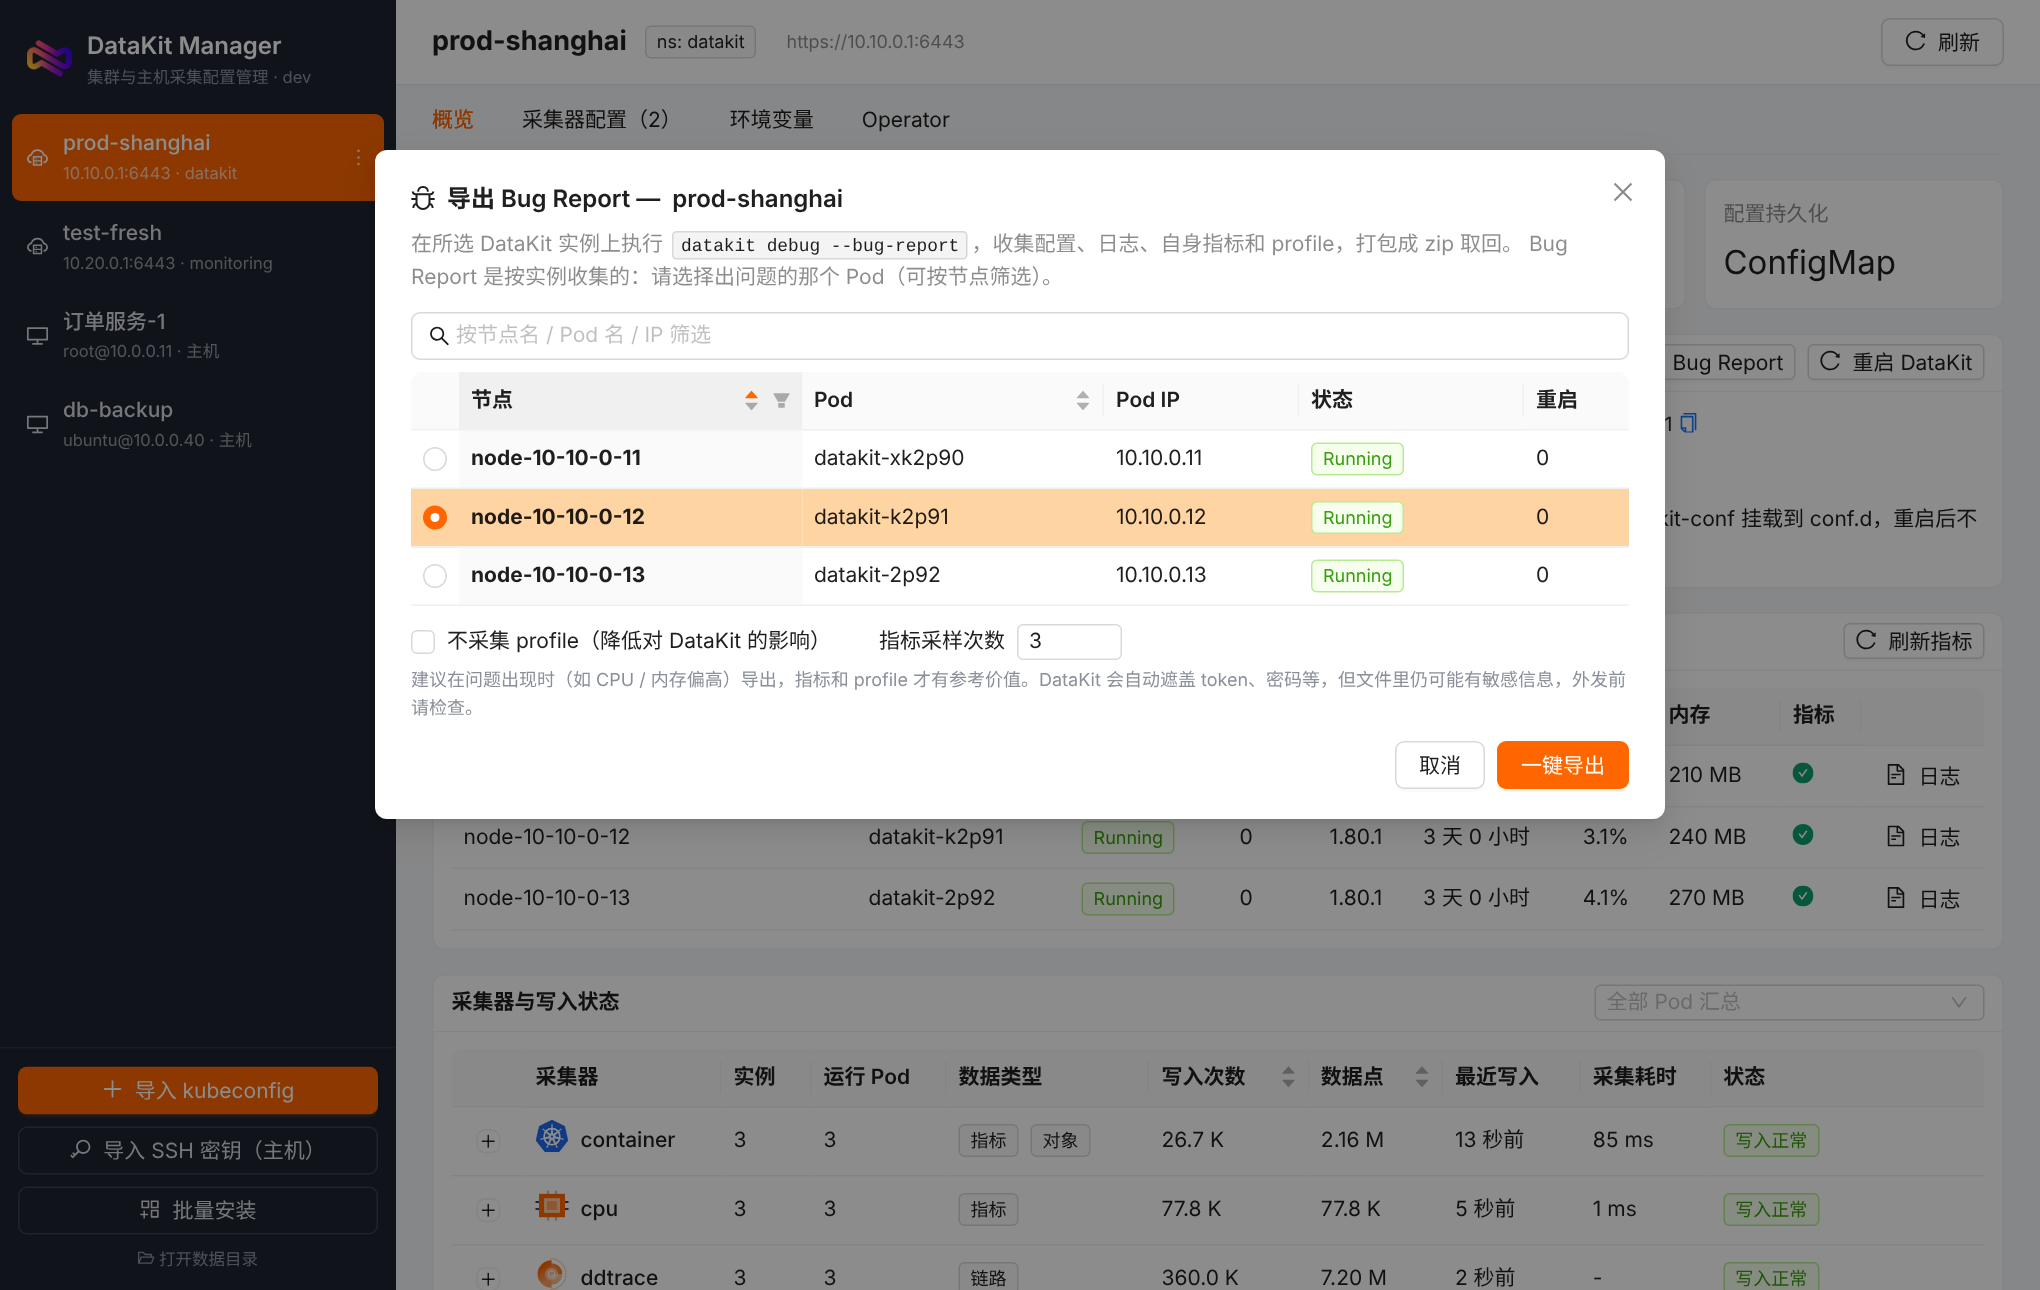 DataKit Manager
集群与主机采集配置管理 · dev
prod-shanghai
10.10.0.1:6443 · datakit
test-fresh
10.20.0.1:6443 · monitoring
订单服务-1
root@10.0.0.11 · 主机
db-backup
ubuntu@10.0.0.40 · 主机
导入 kubeconfig
导入 SSH 密钥（主机）
批量安装
打开数据目录
prod-shanghai ns: datakit https://10.10.0.1:6443 刷新
概览 采集器配置（2） 环境变量 Operator
配置持久化
ConfigMap
Bug Report 重启 DataKit
1
kit-conf 挂载到 conf.d，重启后不
刷新指标
导出 Bug Report — prod-shanghai
在所选 DataKit 实例上执行 datakit debug --bug-report ，收集配置、日志、自身指标和 profile，打包成 zip 取回。 Bug
Report 是按实例收集的：请选择出问题的那个 Pod（可按节点筛选）。
按节点名 / Pod 名 / IP 筛选
节点 Pod Pod IP 状态 重启
node-10-10-0-11 datakit-xk2p90 10.10.0.11 Running 0
node-10-10-0-12 datakit-k2p91 10.10.0.12 Running 0
node-10-10-0-13 datakit-2p92 10.10.0.13 Running 0
不采集 profile（降低对 DataKit 的影响） 指标采样次数 3
建议在问题出现时（如 CPU / 内存偏高）导出，指标和 profile 才有参考价值。DataKit 会自动遮盖 token、密码等，但文件里仍可能有敏感信息，外发前
请检查。
取消 一键导出
内存 指标
210 MB 日志
node-10-10-0-12 datakit-k2p91 Running 0 1.80.1 3 天 0 小时 3.1% 240 MB 日志
node-10-10-0-13 datakit-2p92 Running 0 1.80.1 3 天 0 小时 4.1% 270 MB 日志
采集器与写入状态 全部 Pod 汇总
采集器 实例 运行 Pod 数据类型 写入次数 数据点 最近写入 采集耗时 状态
container 3 3 指标 对象 26.7 K 2.16 M 13 秒前 85 ms 写入正常
cpu 3 3 指标 77.8 K 77.8 K 5 秒前 1 ms 写入正常
ddtrace 3 3 链路 360.0 K 7.20 M 2 秒前 - 写入正常